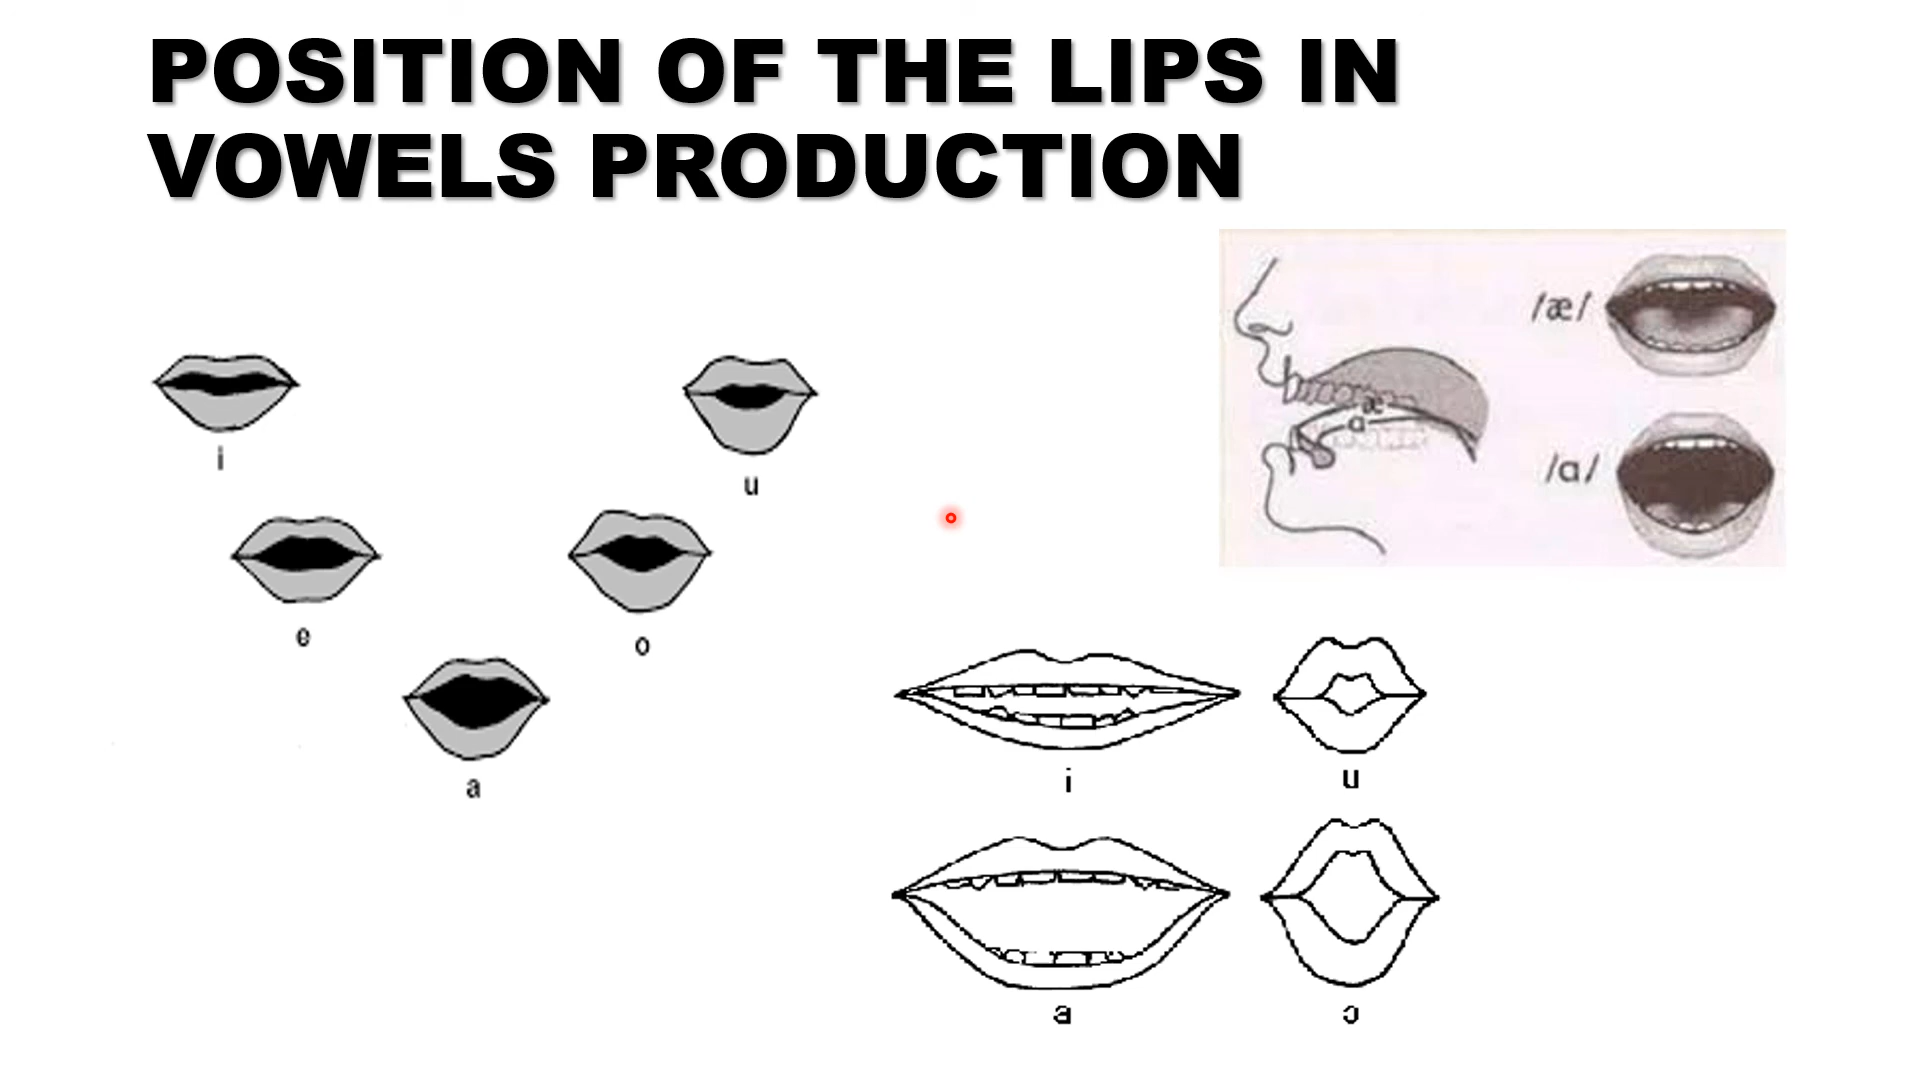 POSITION OF THE LIPS IN
VOWELS PRODUCTION
i
u
e
o
a
/æ/
æ
ɑ
/ɑ/
i
u
a
ɔ